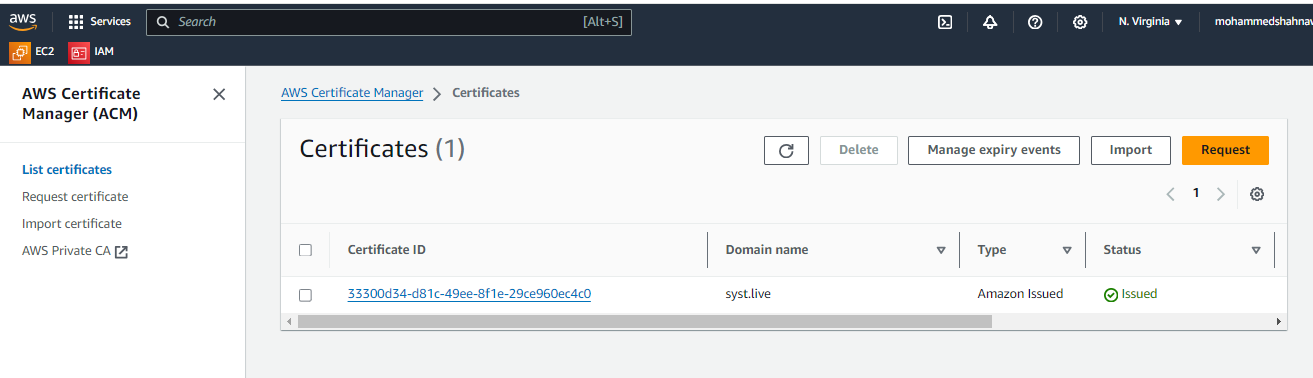 aws Services Search [Alt+S] N. Virginia mohammedshahnav
EC2 IAM
AWS Certificate
Manager (ACM)
List certificates
Request certificate
Import certificate
AWS Private CA
AWS Certificate Manager Certificates
Certificates (1)
Delete Manage expiry events Import Request
1
Certificate ID Domain name Type Status
33300d34-d81c-49ee-8f1e-29ce960ec4c0 syst.live Amazon Issued Issued